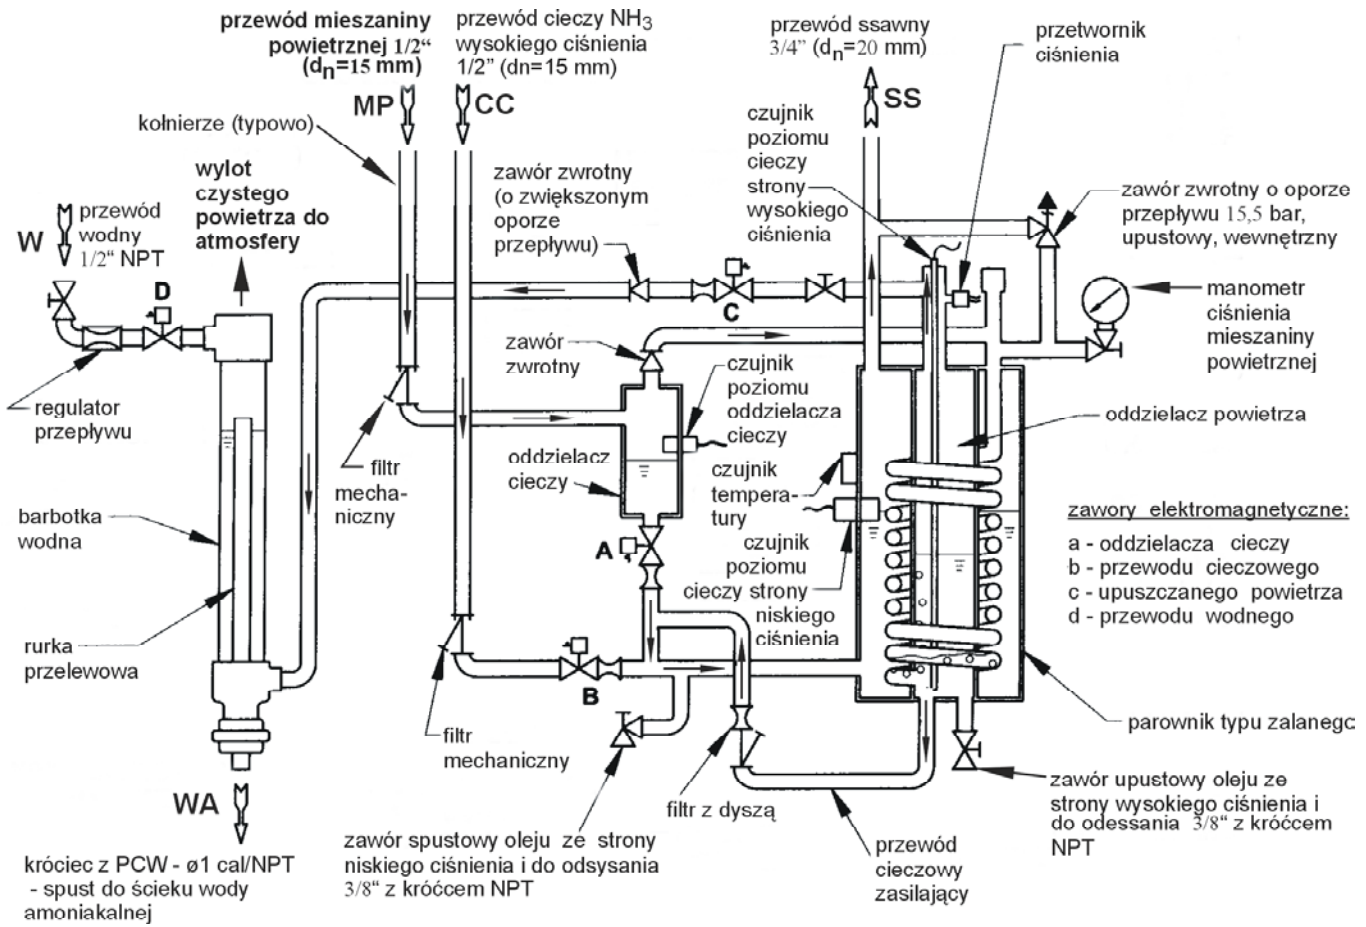 przewód mieszaniny
powietrznej 1/2“
(dn=15 mm)
MP
przewód cieczy NH3
wysokiego ciśnienia
1/2” (dn=15 mm)
CC
przewód ssawny
3/4“ (dn=20 mm)
SS
przetwornik
ciśnienia
kołnierze (typowo)
wylot
czystego
powietrza do
atmosfery
W
przewód
wodny
1/2“ NPT
D
zawór zwrotny
(o zwiększonym
oporze
przepływu)
C
czujnik
poziomu
cieczy
strony
wysokiego
ciśnienia
zawór zwrotny o oporze
przepływu 15,5 bar,
upustowy, wewnętrzny
manometr
ciśnienia
mieszaniny
powietrznej
zawór
zwrotny
czujnik
poziomu
oddzielacza
cieczy
regulator
przepływu
filtr
mecha-
niczny
oddzielacz
cieczy
oddzielacz powietrza
czujnik
tempera-
tury
A
czujnik
poziomu
cieczy strony
niskiego
ciśnienia
zawory elektromagnetyczne:
a - oddzielacza cieczy
b - przewodu cieczowego
c - upuszczanego powietrza
d - przewodu wodnego
barbotka
wodna
rurka
przelewowa
B
filtr
mechaniczny
parownik typu zalanegc
WA
filtr z dyszą
zawór upustowy oleju ze
strony wysokiego ciśnienia i
do odessania 3/8“ z króćcem
NPT
zawór spustowy oleju ze strony
niskiego ciśnienia i do odsysania
3/8“ z króćcem NPT
przewód
cieczowy
zasilający
króciec z PCW - ø1 cal/NPT
- spust do ścieku wody
amoniakalnej